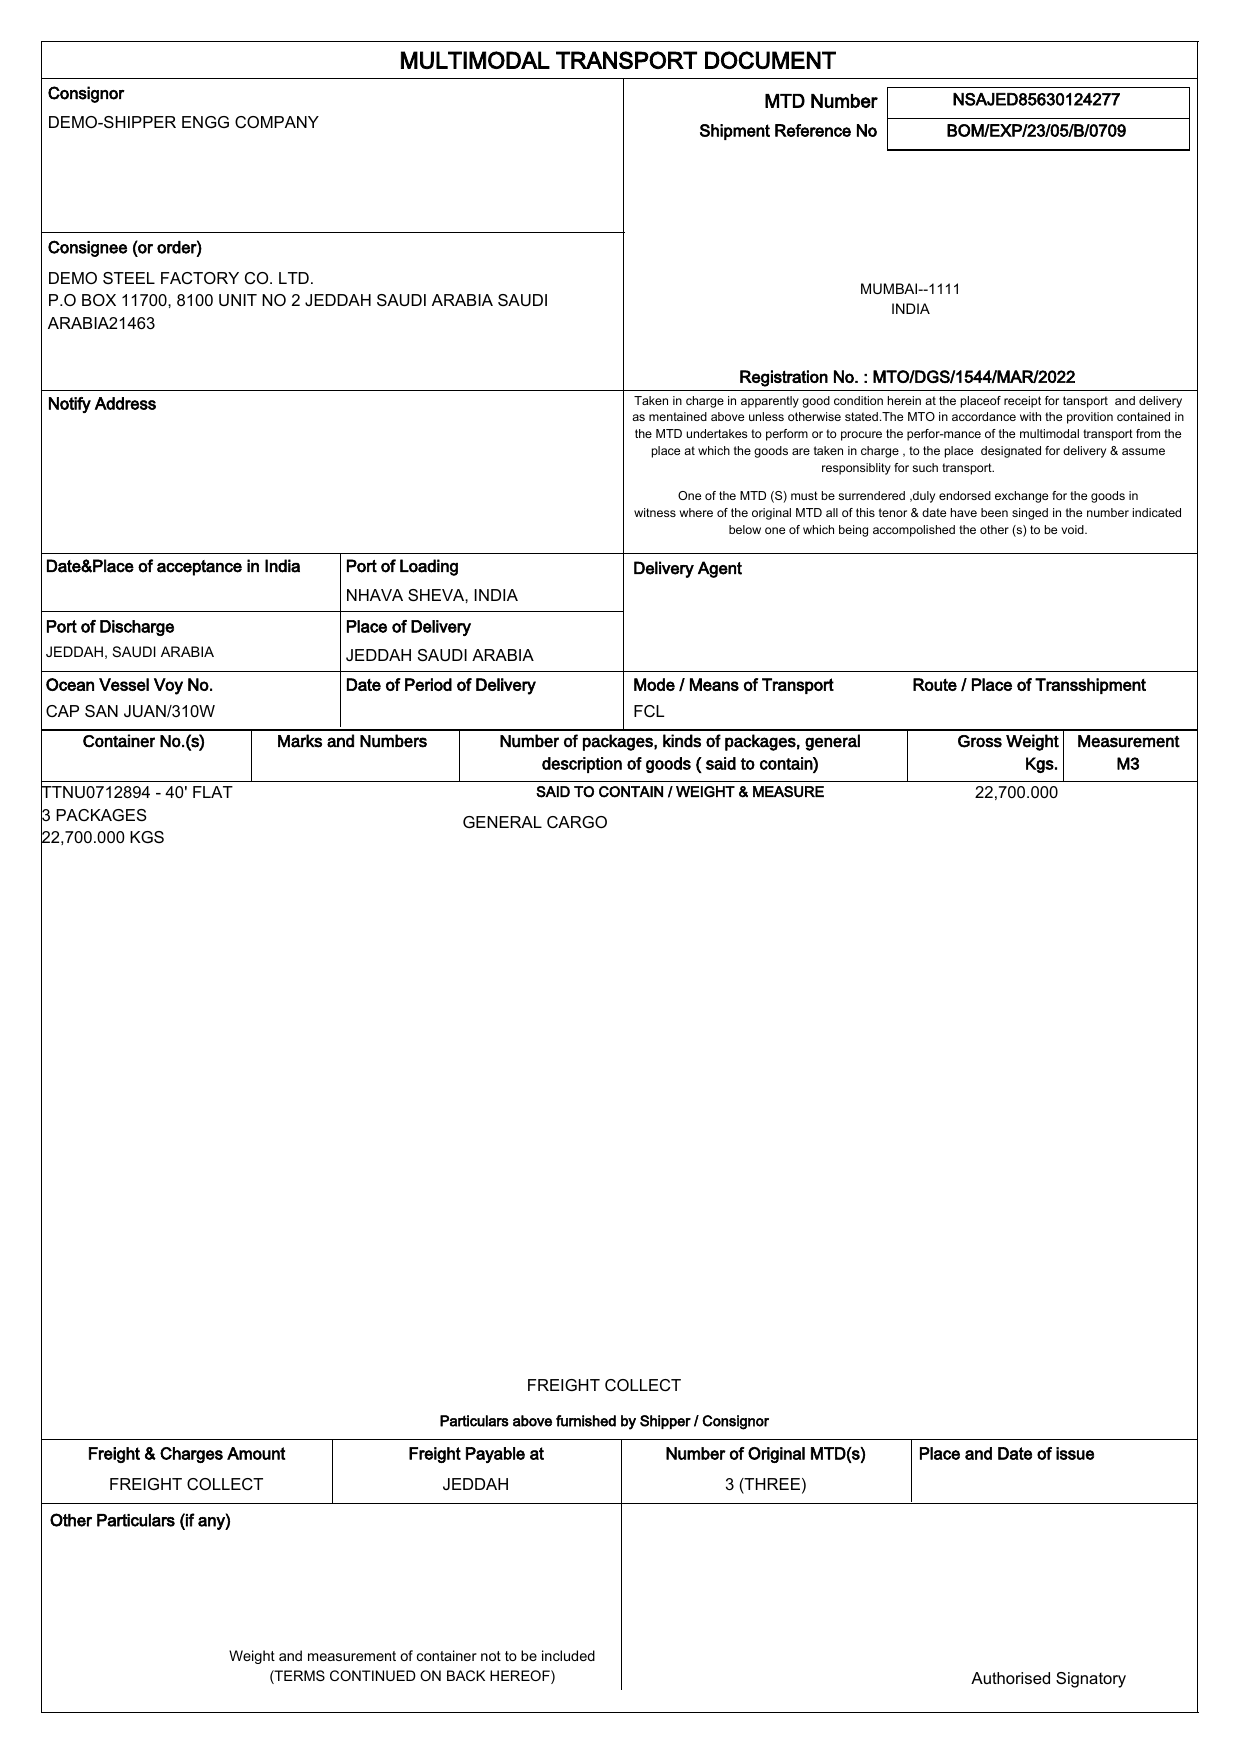 MULTIMODAL TRANSPORT DOCUMENT
Consignor
DEMO-SHIPPER ENGG COMPANY
MTD Number
NSAJED85630124277
Shipment Reference No
BOM/EXP/23/05/B/0709
Consignee (or order)
DEMO STEEL FACTORY CO. LTD.
P.O BOX 11700, 8100 UNIT NO 2 JEDDAH SAUDI ARABIA SAUDI
ARABIA21463
MUMBAI--1111
INDIA
Registration No. : MTO/DGS/1544/MAR/2022
Notify Address
Taken in charge in apparently good condition herein at the placeof receipt for tansport and delivery
as mentained above unless otherwise stated.The MTO in accordance with the provition contained in
the MTD undertakes to perform or to procure the perfor-mance of the multimodal transport from the
place at which the goods are taken in charge , to the place designated for delivery & assume
responsiblity for such transport.
One of the MTD (S) must be surrendered ,duly endorsed exchange for the goods in
witness where of the original MTD all of this tenor & date have been singed in the number indicated
below one of which being accompolished the other (s) to be void.
Date&Place of acceptance in India
Port of Loading
NHAVA SHEVA, INDIA
Delivery Agent
Port of Discharge
JEDDAH, SAUDI ARABIA
Place of Delivery
JEDDAH SAUDI ARABIA
Ocean Vessel Voy No.
CAP SAN JUAN/310W
Date of Period of Delivery
Mode / Means of Transport
FCL
Route / Place of Transshipment
Container No.(s)
Marks and Numbers
Number of packages, kinds of packages, general
description of goods ( said to contain)
Gross Weight
Kgs.
Measurement
M3
TTNU0712894 - 40' FLAT
3 PACKAGES
22,700.000 KGS
SAID TO CONTAIN / WEIGHT & MEASURE
GENERAL CARGO
22,700.000
FREIGHT COLLECT
Particulars above furnished by Shipper / Consignor
Freight & Charges Amount
FREIGHT COLLECT
Freight Payable at
JEDDAH
Number of Original MTD(s)
3 (THREE)
Place and Date of issue
Other Particulars (if any)
Weight and measurement of container not to be included
(TERMS CONTINUED ON BACK HEREOF)
Authorised Signatory